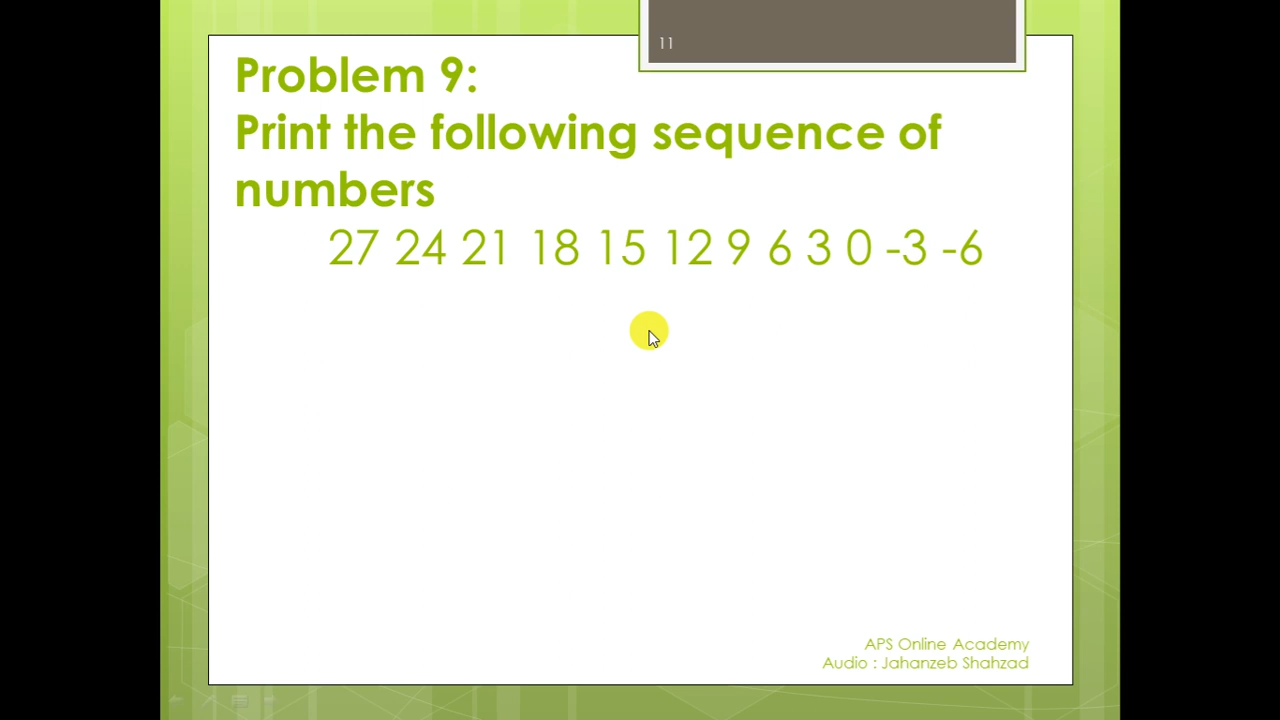 11
Problem 9:
Print the following sequence of
numbers
27 24 21 18 15 12 9 6 3 0 -3 -6
APS Online Academy
Audio : Jahanzeb Shahzad